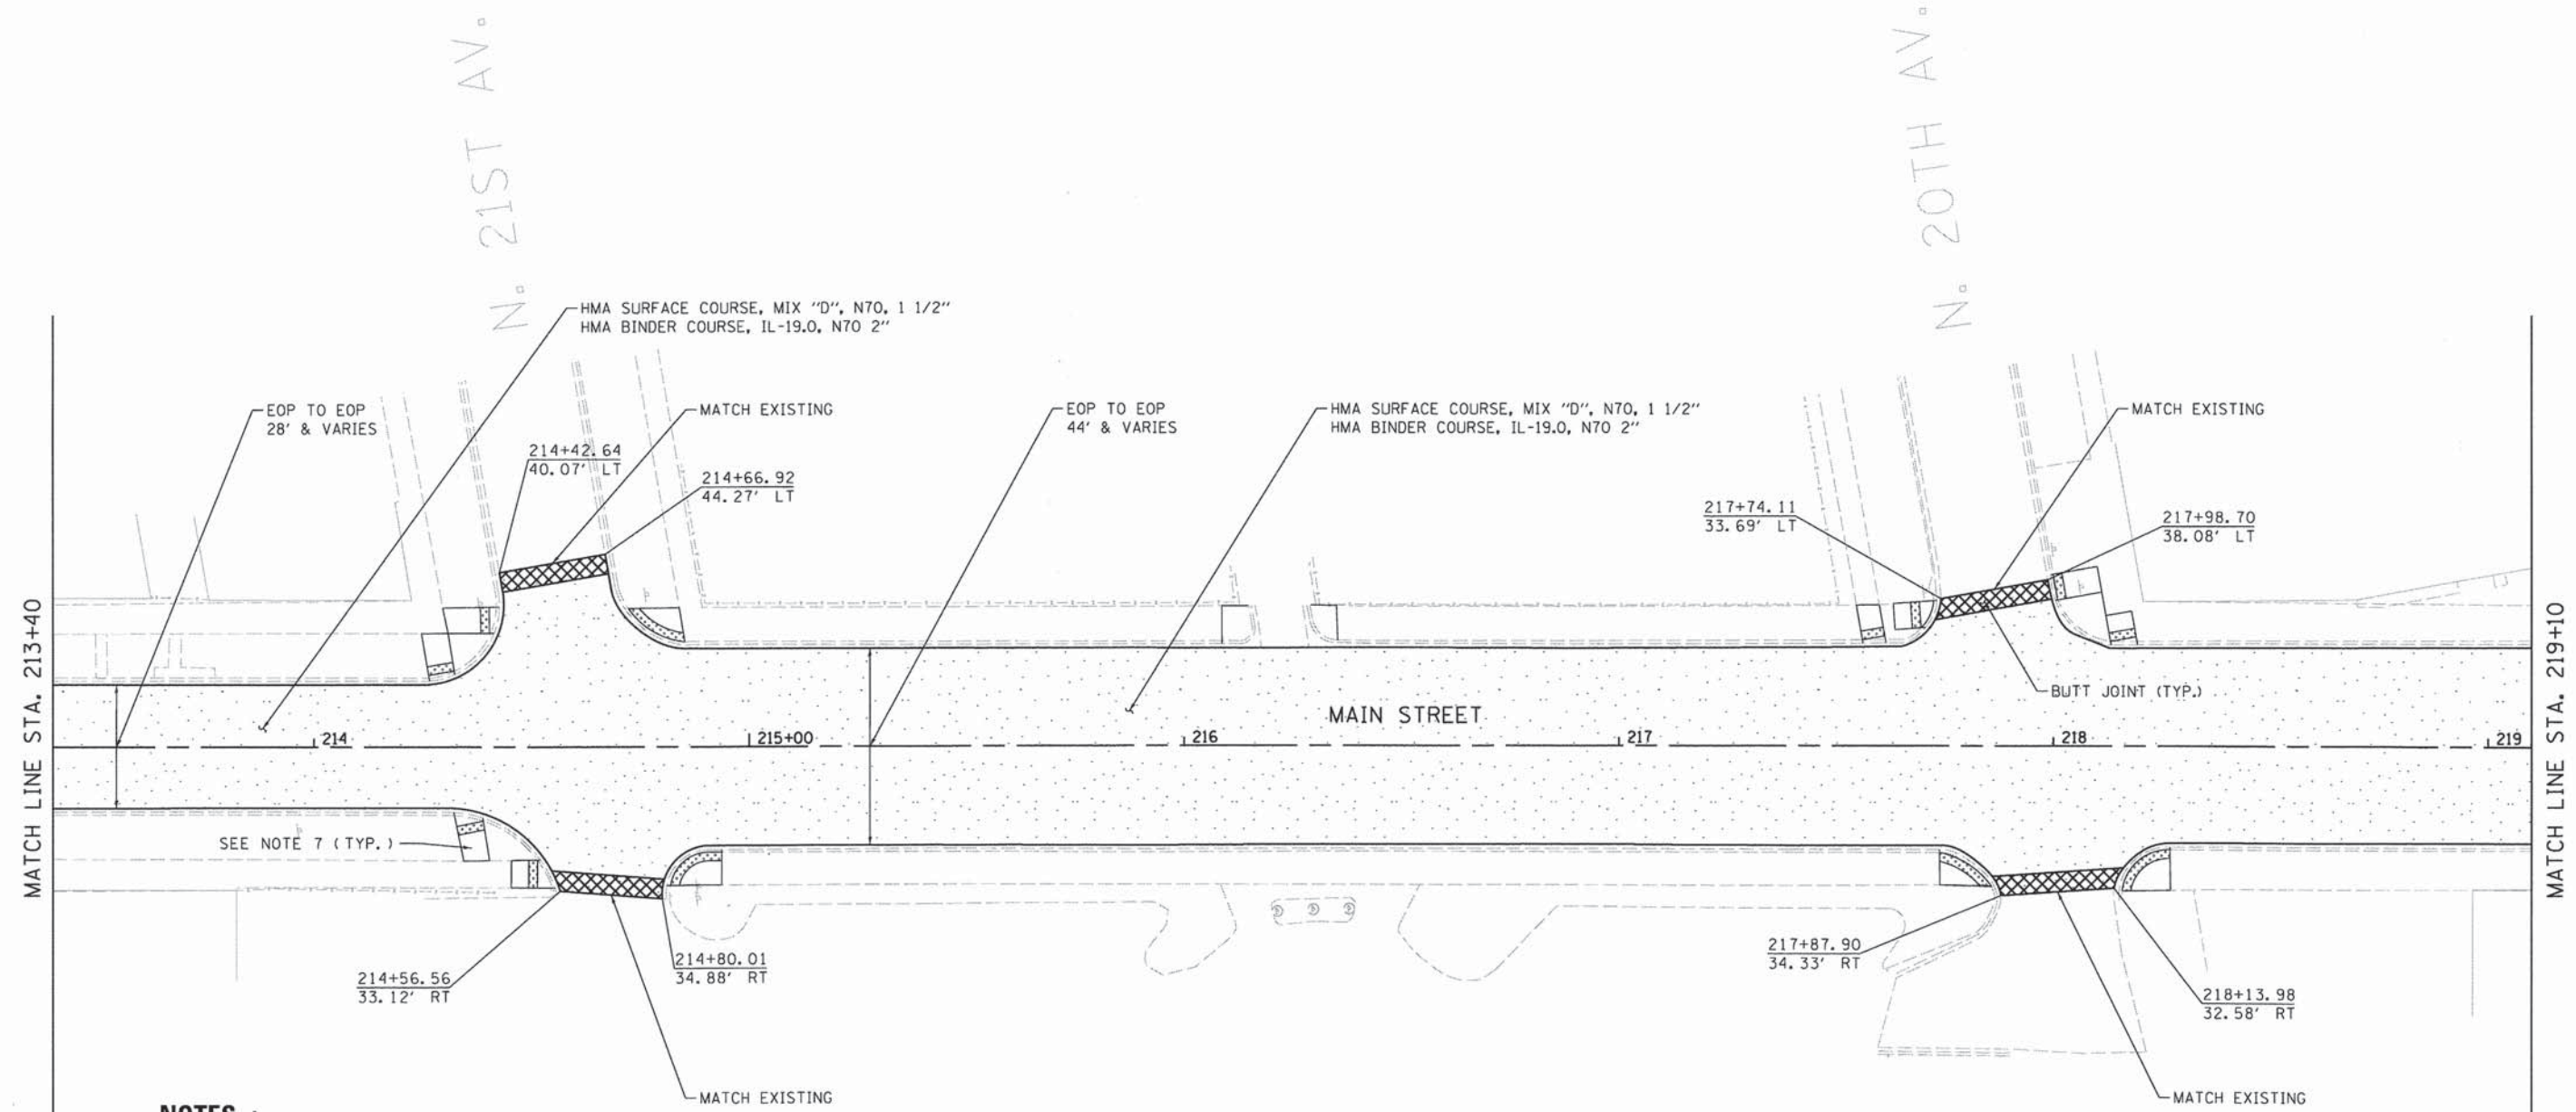 N. 21ST AV.
N. 20TH AV.
HMA SURFACE COURSE, MIX "D", N70, 1 1/2"
HMA BINDER COURSE, IL-19.0, N70 2"
EOP TO EOP
28' & VARIES
MATCH EXISTING
EOP TO EOP
44' & VARIES
HMA SURFACE COURSE, MIX "D", N70, 1 1/2"
HMA BINDER COURSE, IL-19.0, N70 2"
MATCH EXISTING
214+42.64
40.07' LT
214+66.92
44.27' LT
217+74.11
33.69' LT
217+98.70
38.08' LT
MATCH LINE STA. 213+40
MATCH LINE STA. 219+10
BUTT JOINT (TYP.)
MAIN STREET
214
215+00
216
217
218
219
SEE NOTE 7 (TYP.)
214+56.56
33.12' RT
214+80.01
34.88' RT
217+87.90
34.33' RT
218+13.98
32.58' RT
MATCH EXISTING
MATCH EXISTING
NOTES :